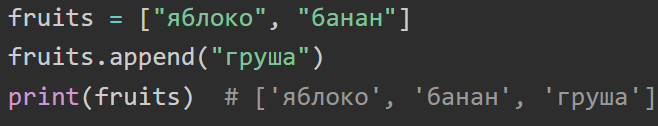 fruits = ["яблоко", "банан"]
fruits.append("груша")
print(fruits)  # ['яблоко', 'банан', 'груша']